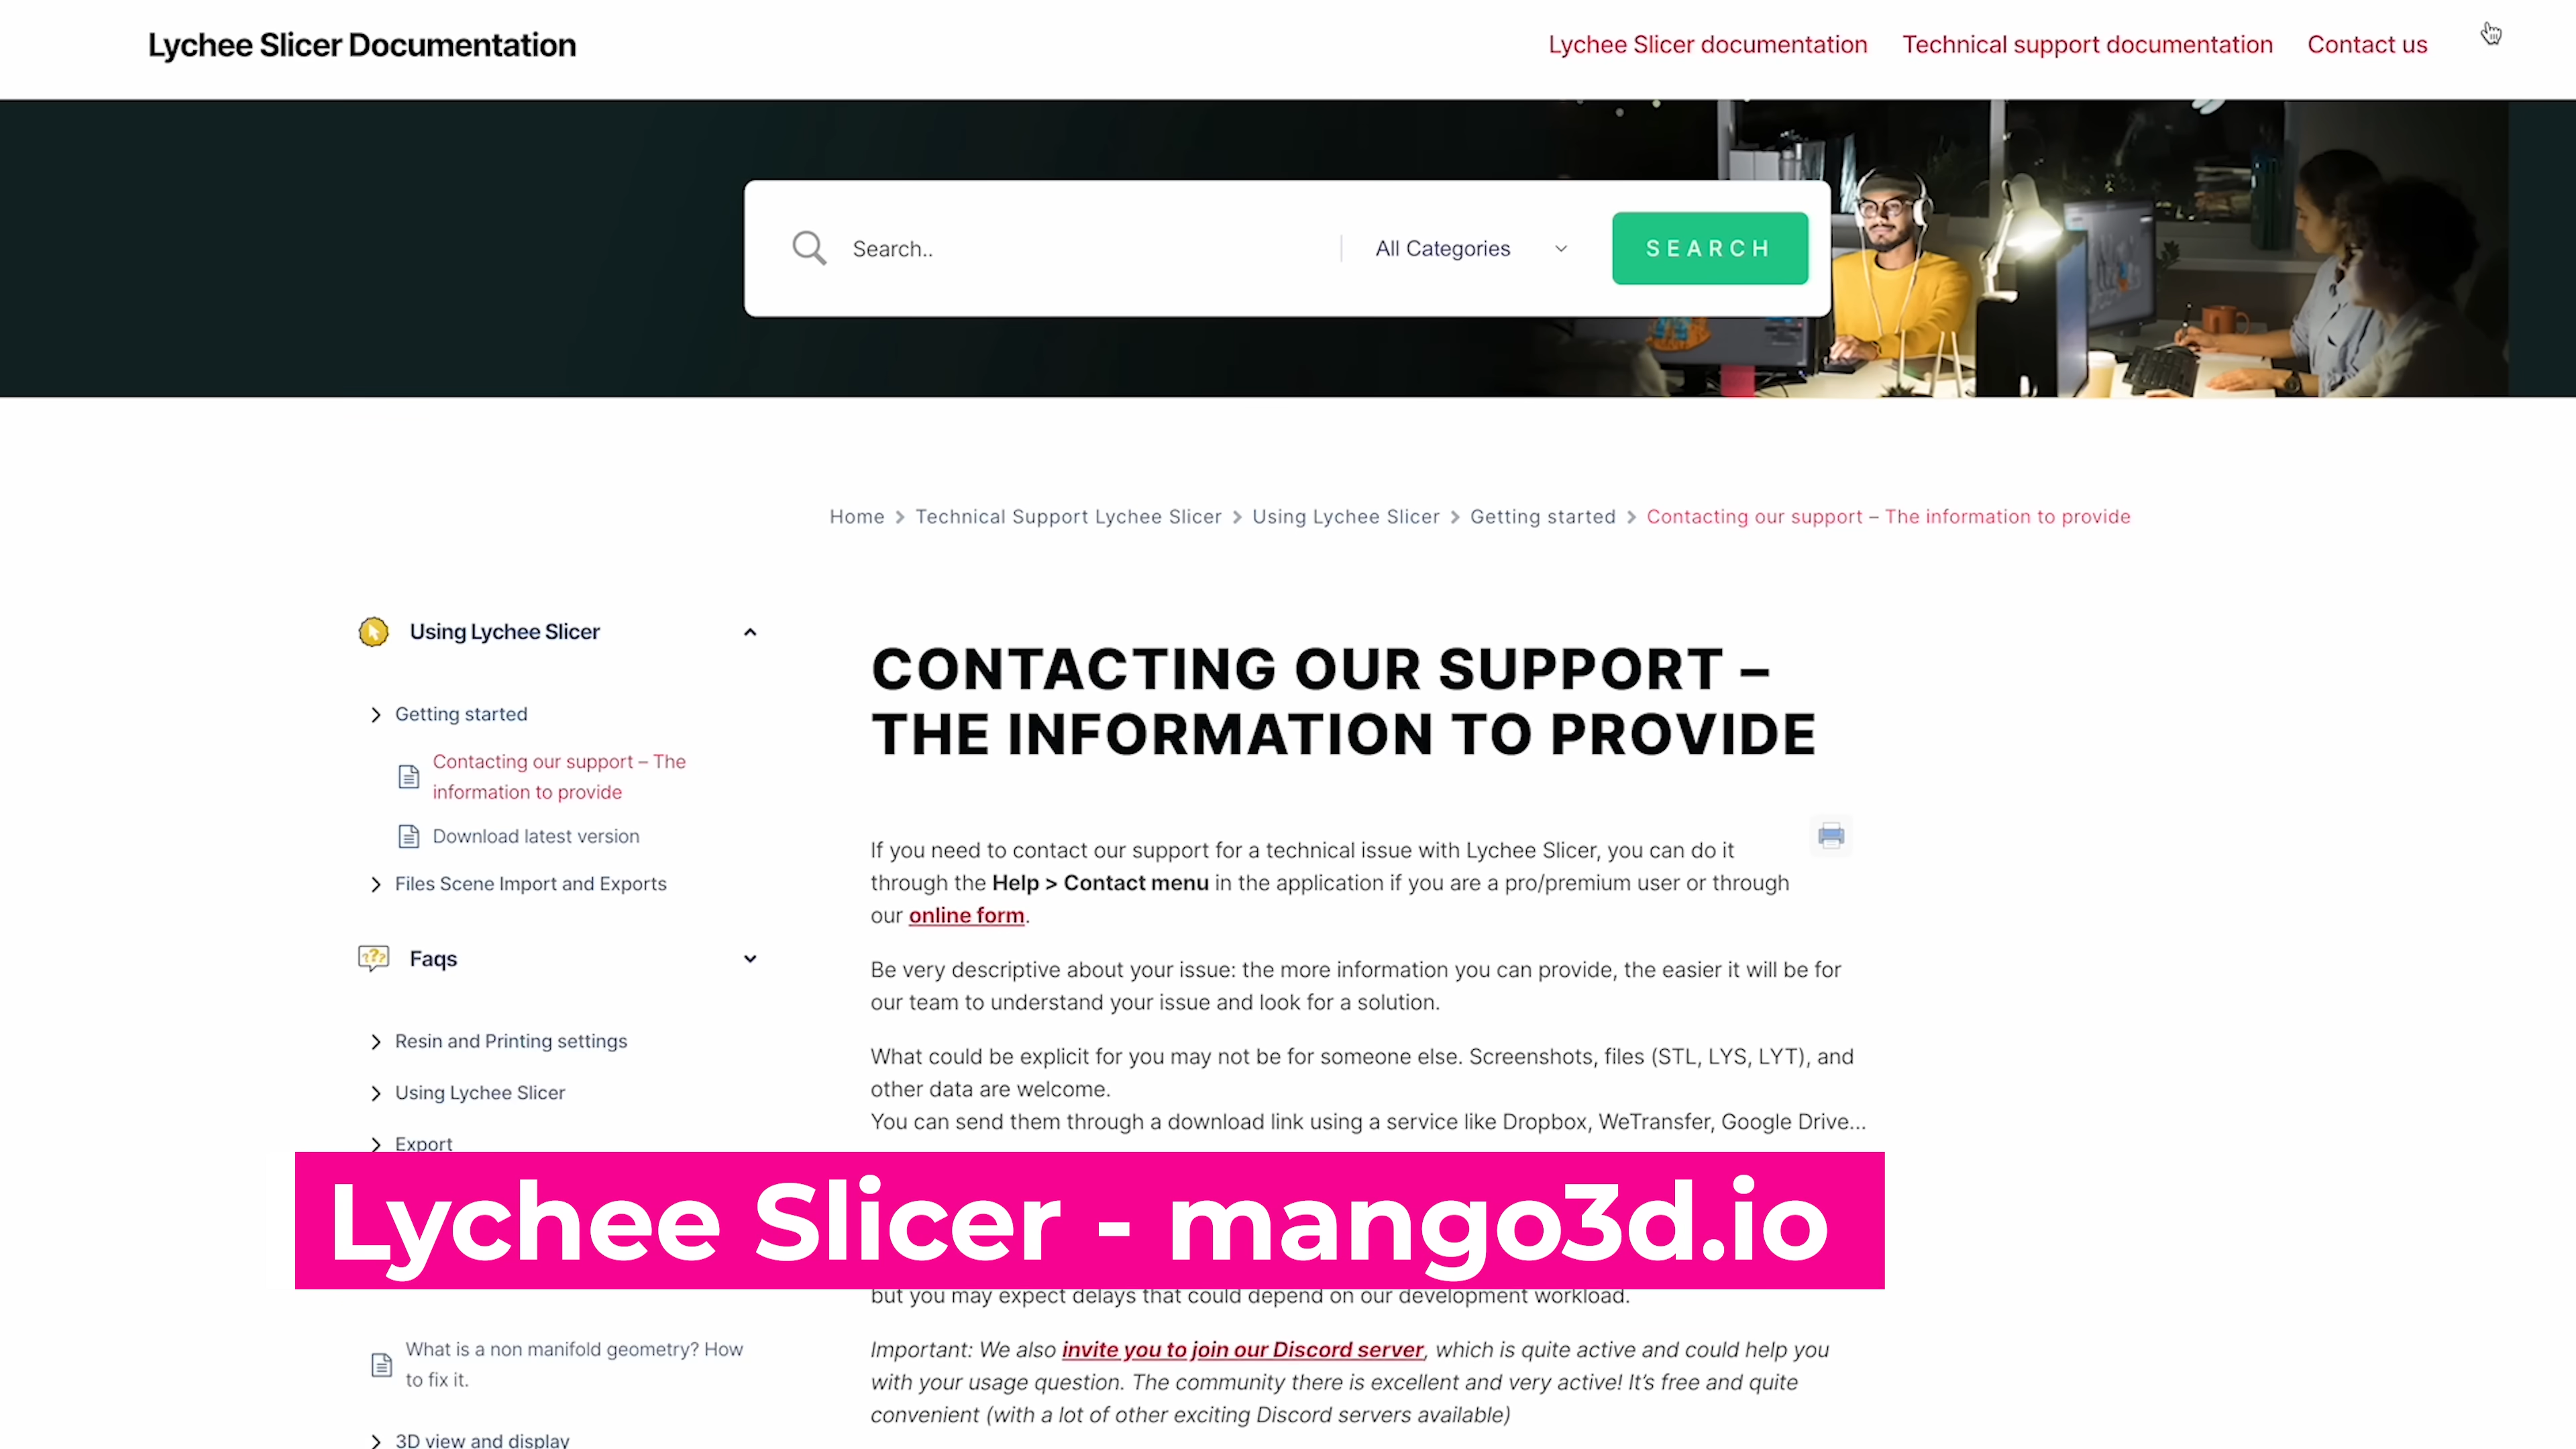 Lychee Slicer Documentation
Lychee Slicer documentation
Technical support documentation
Contact us
Search..
All Categories
SEARCH
Home > Technical Support Lychee Slicer > Using Lychee Slicer > Getting started > Contacting our support – The information to provide
Using Lychee Slicer
Getting started
Contacting our support – The
information to provide
Download latest version
Files Scene Import and Exports
Faqs
Resin and Printing settings
Using Lychee Slicer
Export
What is a non manifold geometry? How
to fix it.
3D view and display
CONTACTING OUR SUPPORT –
THE INFORMATION TO PROVIDE
If you need to contact our support for a technical issue with Lychee Slicer, you can do it
through the Help > Contact menu in the application if you are a pro/premium user or through
our online form.
Be very descriptive about your issue: the more information you can provide, the easier it will be for
our team to understand your issue and look for a solution.
What could be explicit for you may not be for someone else. Screenshots, files (STL, LYS, LYT), and
other data are welcome.
You can send them through a download link using a service like Dropbox, WeTransfer, Google Drive...
Lychee Slicer - mango3d.io
but you may expect delays that could depend on our development workload.
Important: We also invite you to join our Discord server, which is quite active and could help you
with your usage question. The community there is excellent and very active! It's free and quite
convenient (with a lot of other exciting Discord servers available)